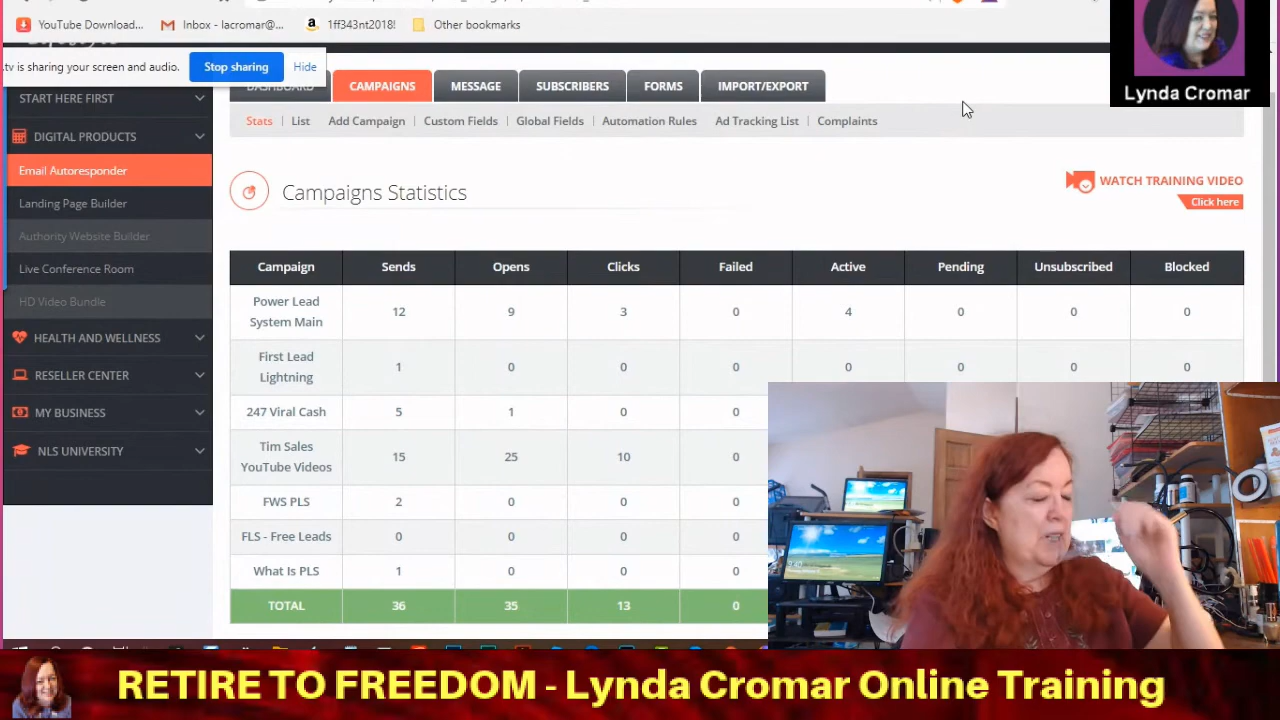 YouTube Download... Inbox - lacromar@... 1ff343nt2018! Other bookmarks
Lynda Cromar
.tv is sharing your screen and audio. Stop sharing Hide
DASHBOARD CAMPAIGNS MESSAGE SUBSCRIBERS FORMS IMPORT/EXPORT
Stats List Add Campaign Custom Fields Global Fields Automation Rules Ad Tracking List Complaints
START HERE FIRST
DIGITAL PRODUCTS
Email Autoresponder
Landing Page Builder
Authority Website Builder
Live Conference Room
HD Video Bundle
HEALTH AND WELLNESS
RESELLER CENTER
MY BUSINESS
NLS UNIVERSITY
Campaigns Statistics
WATCH TRAINING VIDEO
Click here
Campaign Sends Opens Clicks Failed Active Pending Unsubscribed Blocked
Power Lead
System Main 12 9 3 0 4 0 0 0
First Lead
Lightning 1 0 0 0 0 0 0 0
247 Viral Cash 5 1 0 0
Tim Sales
YouTube Videos 15 25 10 0
FWS PLS 2 0 0 0
FLS - Free Leads 0 0 0 0
What Is PLS 1 0 0 0
TOTAL 36 35 13 0
RETIRE TO FREEDOM - Lynda Cromar Online Training